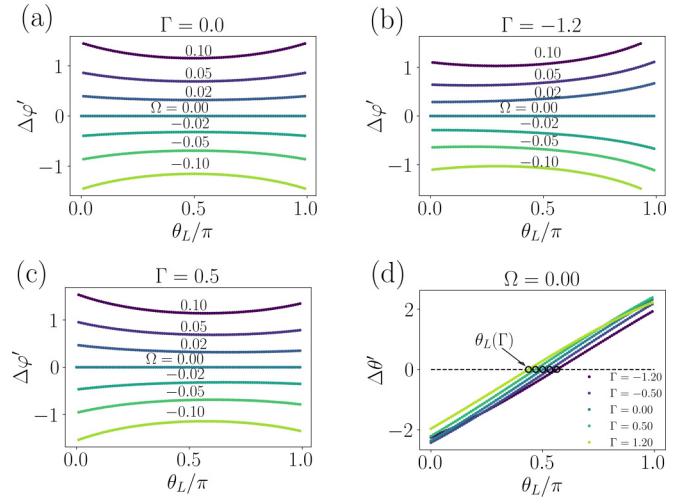 (a)
Γ = 0.0
Δφ′
1
0
−1
0.10
0.05
0.02
Ω = 0.00
−0.02
−0.05
−0.10
0.0
0.5
1.0
θ_L/π
(b)
Γ = −1.2
Δφ′
1
0
−1
0.10
0.05
0.02
Ω = 0.00
−0.02
−0.05
−0.10
0.0
0.5
1.0
θ_L/π
(c)
Γ = 0.5
Δφ′
1
0
−1
0.10
0.05
0.02
Ω = 0.00
−0.02
−0.05
−0.10
0.0
0.5
1.0
θ_L/π
(d)
Ω = 0.00
Δθ′
2
0
−2
θ_L(Γ)
Γ = −1.20
Γ = −0.50
Γ = 0.00
Γ = 0.50
Γ = 1.20
0.0
0.5
1.0
θ_L/π